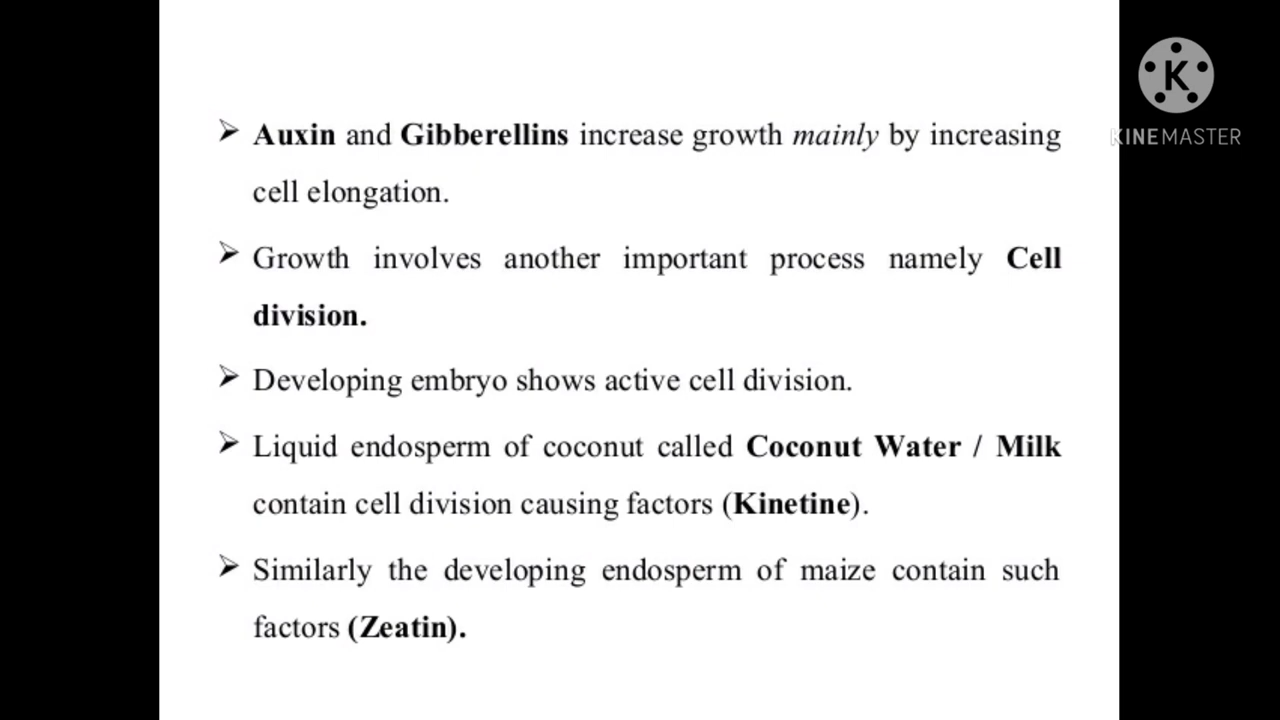 ➢ Auxin and Gibberellins increase growth mainly by increasing
cell elongation.
➢ Growth involves another important process namely Cell
division.
➢ Developing embryo shows active cell division.
➢ Liquid endosperm of coconut called Coconut Water / Milk
contain cell division causing factors (Kinetine).
➢ Similarly the developing endosperm of maize contain such
factors (Zeatin).
K
KINEMASTER